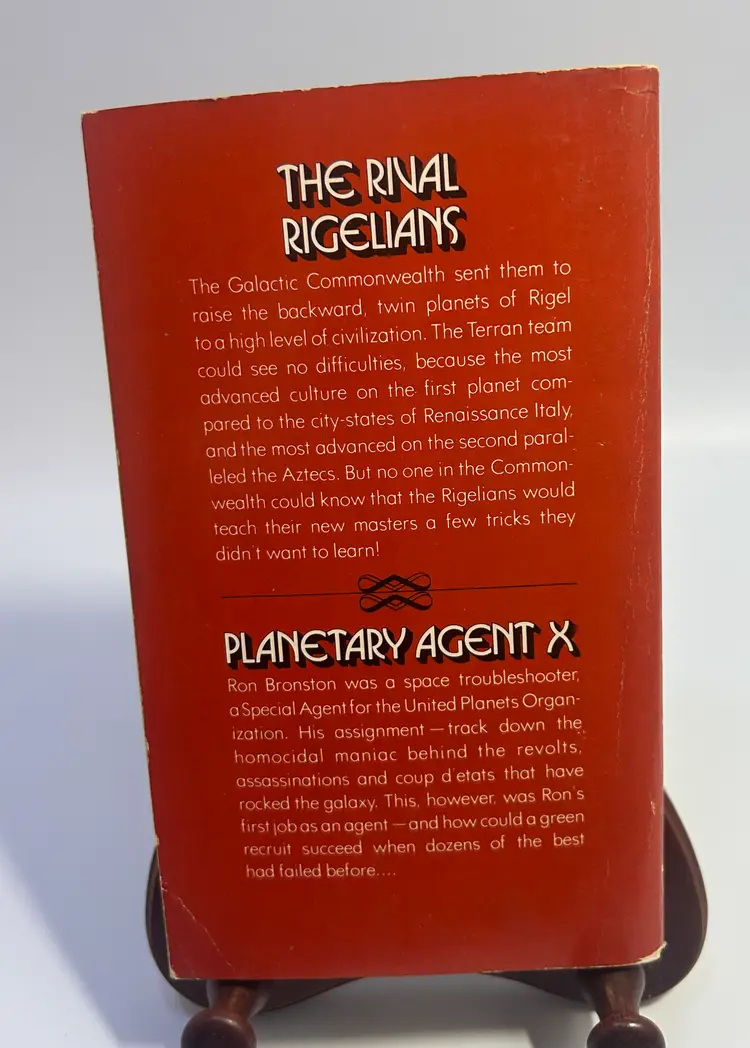 THE RIVAL
RIGELIANS
The Galactic Commonwealth sent them to
raise the backward, twin planets of Rigel
to a high level of civilization. The Terran team
could see no difficulties, because the most
advanced culture on the first planet com-
pared to the city-states of Renaissance Italy,
and the most advanced on the second paral-
leled the Aztecs. But no one in the Common-
wealth could know that the Rigelians would
teach their new masters a few tricks they
didn't want to learn!
PLANETARY AGENT X
Ron Bronston was a space troubleshooter,
a Special Agent for the United Planets Organ-
ization. His assignment — track down the
homocidal maniac behind the revolts,
assassinations and coup d'etats that have
rocked the galaxy. This, however, was Ron's
first job as an agent — and how could a green
recruit succeed when dozens of the best
had failed before....